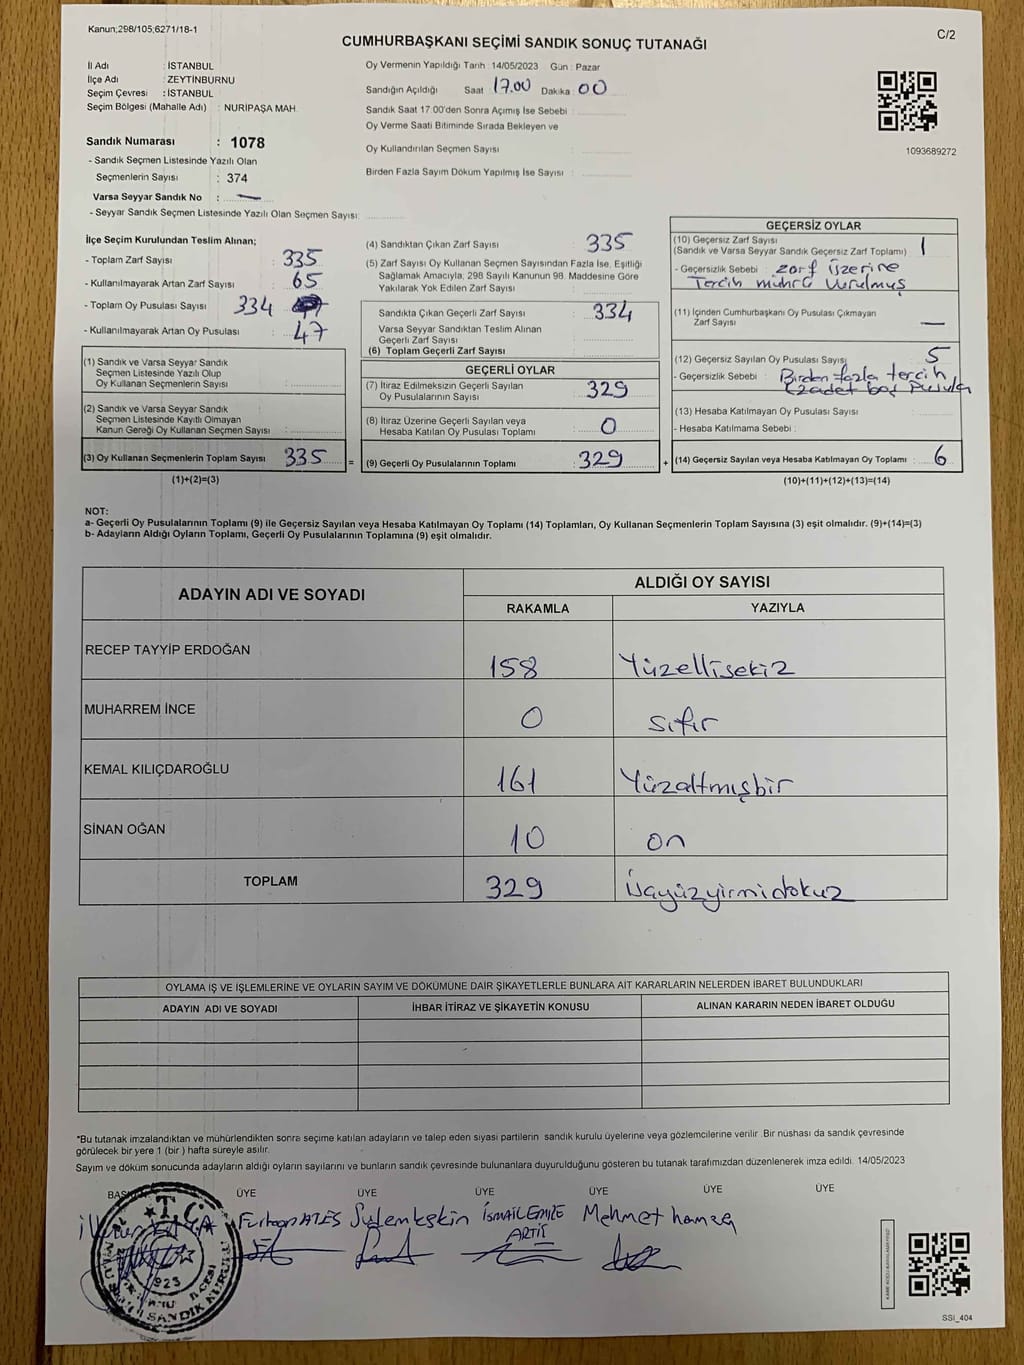 Kanun;298/105;6271/18-1
C/2
CUMHURBAŞKANI SEÇİMİ SANDIK SONUÇ TUTANAĞI
İl Adı : İSTANBUL
İlçe Adı : ZEYTİNBURNU
Seçim Çevresi : İSTANBUL
Seçim Bölgesi (Mahalle Adı) : NURİPAŞA MAH.
Sandık Numarası : 1078
- Sandık Seçmen Listesinde Yazılı Olan
Seçmenlerin Sayısı : 374
Varsa Seyyar Sandık No : —
- Seyyar Sandık Seçmen Listesinde Yazılı Olan Seçmen Sayısı:
Oy Vermenin Yapıldığı Tarih : 14/05/2023 Gün : Pazar
Sandığın Açıldığı Saat : 17.00 Dakika : 00
Sandık Saat 17:00'den Sonra Açımış İse Sebebi :
Oy Verme Saati Bitiminde Sırada Bekleyen ve
Oy Kullandırılan Seçmen Sayısı :
Birden Fazla Sayım Döküm Yapılmış İse Sayısı :
1093689272
İlçe Seçim Kurulundan Teslim Alınan;
- Toplam Zarf Sayısı : 335
- Kullanılmayarak Artan Zarf Sayısı : 65
- Toplam Oy Pusulası Sayısı 334
- Kullanılmayarak Artan Oy Pusulası : 47
(1) Sandık ve Varsa Seyyar Sandık
Seçmen Listesinde Yazılı Olup
Oy Kullanan Seçmenlerin Sayısı :
(2) Sandık ve Varsa Seyyar Sandık
Seçmen Listesinde Kayıtlı Olmayan
Kanun Gereği Oy Kullanan Seçmen Sayısı :
(3) Oy Kullanan Seçmenlerin Toplam Sayısı : 335 =
(1)+(2)=(3)
(4) Sandıktan Çıkan Zarf Sayısı : 335
(5) Zarf Sayısı Oy Kullanan Seçmen Sayısından Fazla İse, Eşitliği
Sağlamak Amacıyla, 298 Sayılı Kanunun 98. Maddesine Göre
Yakılarak Yok Edilen Zarf Sayısı :
Sandıkta Çıkan Geçerli Zarf Sayısı : 334
Varsa Seyyar Sandıktan Teslim Alınan
Geçerli Zarf Sayısı :
(6) Toplam Geçerli Zarf Sayısı :
GEÇERLİ OYLAR
(7) İtiraz Edilmeksizin Geçerli Sayılan
Oy Pusulalarının Sayısı : 329
(8) İtiraz Üzerine Geçerli Sayılan veya
Hesaba Katılan Oy Pusulası Toplamı : 0
(9) Geçerli Oy Pusulalarının Toplamı : 329 +
GEÇERSİZ OYLAR
(10) Geçersiz Zarf Sayısı
(Sandık ve Varsa Seyyar Sandık Geçersiz Zarf Toplamı) : 1
- Geçersizlik Sebebi : zarf üzerine
Tercih mührü vurulmuş
(11) İçinden Cumhurbaşkanı Oy Pusulası Çıkmayan
Zarf Sayısı : —
(12) Geçersiz Sayılan Oy Pusulası Sayısı : 5
- Geçersizlik Sebebi : Birden fazla tercih
1 zadet boş Pusula
(13) Hesaba Katılmayan Oy Pusulası Sayısı :
- Hesaba Katılmama Sebebi :
(14) Geçersiz Sayılan veya Hesaba Katılmayan Oy Toplamı : 6
(10)+(11)+(12)+(13)=(14)
NOT:
a- Geçerli Oy Pusulalarının Toplamı (9) ile Geçersiz Sayılan veya Hesaba Katılmayan Oy Toplamı (14) Toplamları, Oy Kullanan Seçmenlerin Toplam Sayısına (3) eşit olmalıdır. (9)+(14)=(3)
b- Adayların Aldığı Oyların Toplamı, Geçerli Oy Pusulalarının Toplamına (9) eşit olmalıdır.
ADAYIN ADI VE SOYADI
ALDIĞI OY SAYISI
RAKAMLA YAZIYLA
RECEP TAYYİP ERDOĞAN 158 Yüzellisekiz
MUHARREM İNCE 0 sıfır
KEMAL KILIÇDAROĞLU 161 Yüzaltmışbir
SİNAN OĞAN 10 on
TOPLAM 329 Üçyüzyirmidokuz
OYLAMA İŞ VE İŞLEMLERİNE VE OYLARIN SAYIM VE DÖKÜMÜNE DAİR ŞİKAYETLERLE BUNLARA AİT KARARLARIN NELERDEN İBARET BULUNDUKLARI
ADAYIN ADI VE SOYADI İHBAR İTİRAZ VE ŞİKAYETİN KONUSU ALINAN KARARIN NEDEN İBARET OLDUĞU
*Bu tutanak imzalandıktan ve mühürlendikten sonra seçime katılan adayların ve talep eden siyasi partilerin sandık kurulu üyelerine veya gözlemcilerine verilir. Bir nüshası da sandık çevresinde
görülecek bir yere 1 (bir ) hafta süreyle asılır.
Sayım ve döküm sonucunda adayların aldığı oyların sayılarını ve bunların sandık çevresinde bulunanlara duyurulduğunu gösteren bu tutanak tarafımızdan düzenlenerek imza edildi. 14/05/2023
ÜYE ÜYE ÜYE ÜYE ÜYE ÜYE
ATEŞ İSMAİL EMRE Mehmet hamza
ARTİŞ
T.C.
SANDIK KURULU
SSI_404